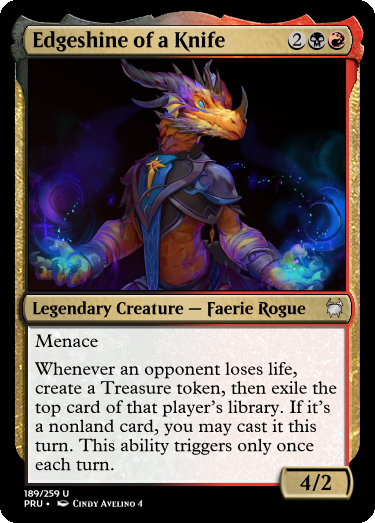 Edgeshine of a Knife 2
Legendary Creature — Faerie Rogue
Menace
Whenever an opponent loses life,
create a Treasure token, then exile the
top card of that player's library. If it's
a nonland card, you may cast it this
turn. This ability triggers only once
each turn.
4/2
189/259 U
PRU • Cindy Avelino 4